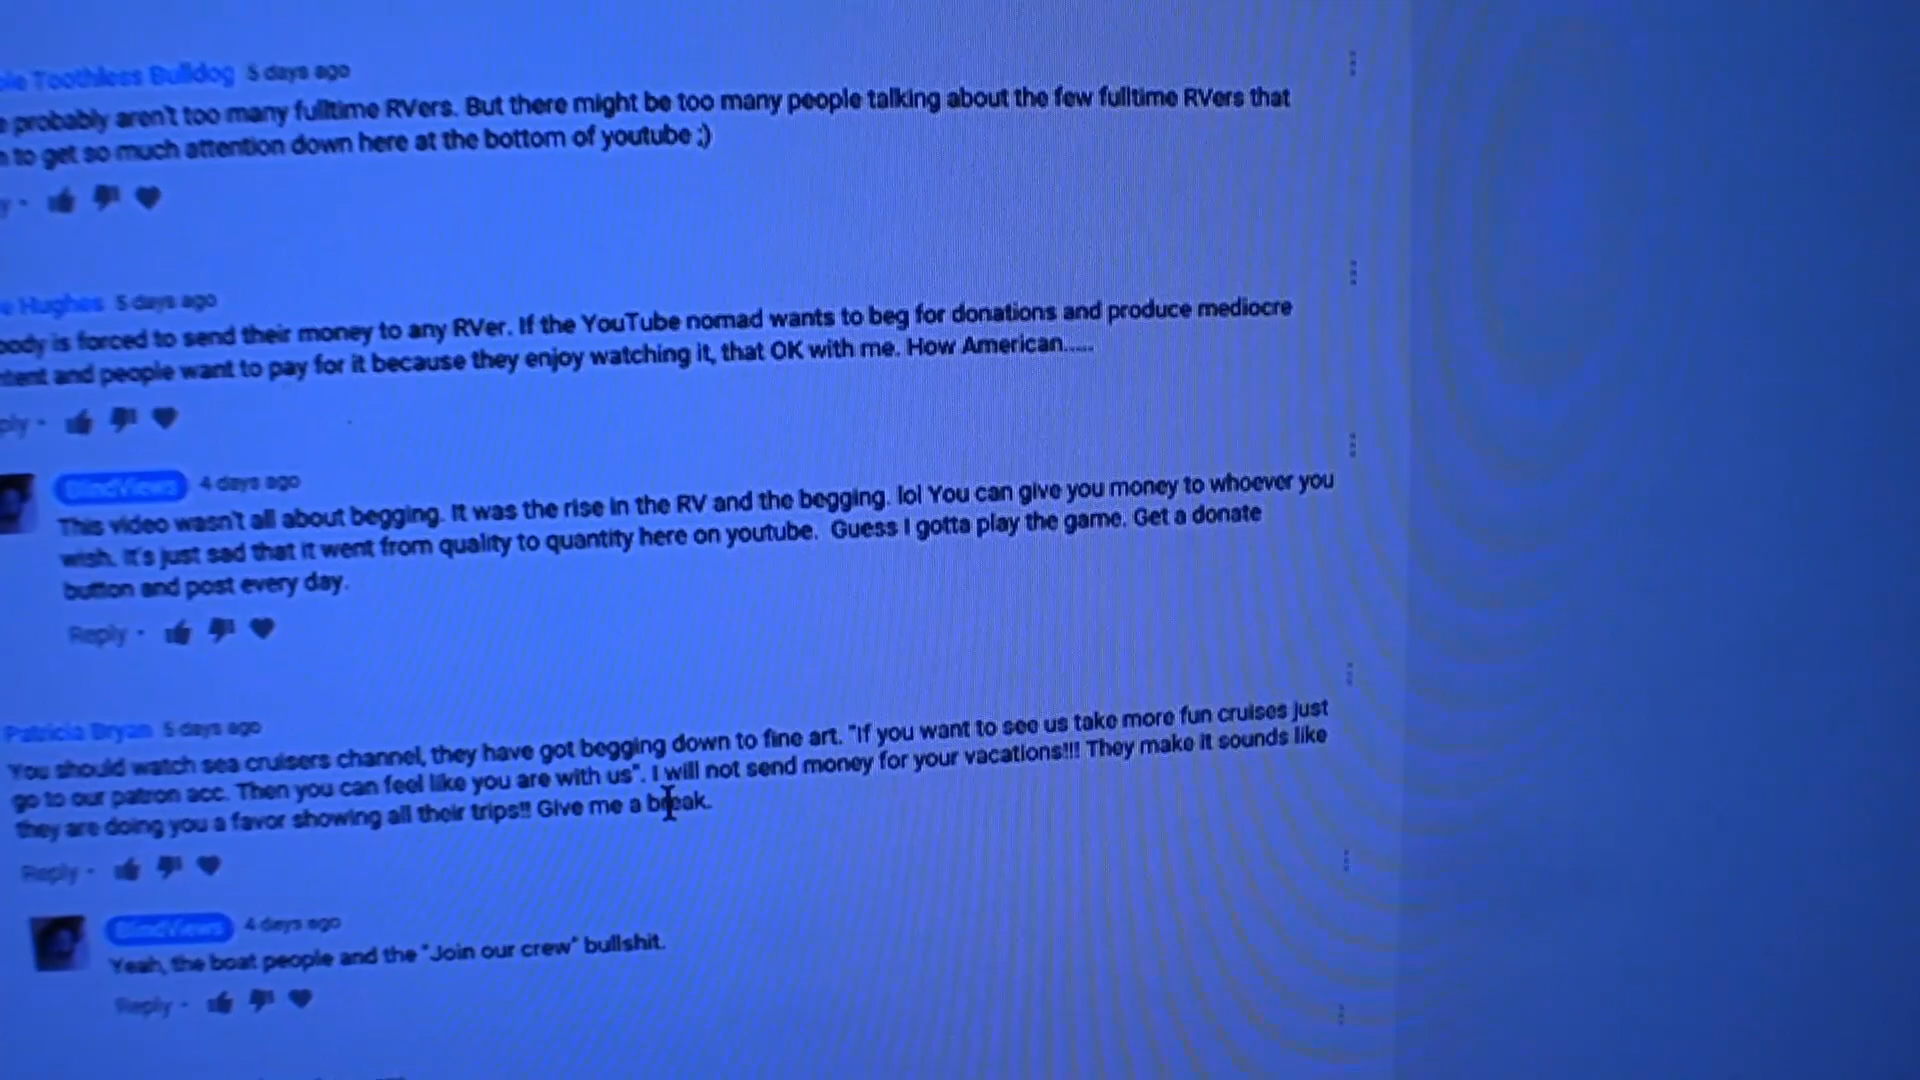 Toothless Bulldog 5 days ago
probably aren't too many fulltime RVers. But there might be too many people talking about the few fulltime RVers that
to get so much attention down here at the bottom of youtube ;)
Hughes 5 days ago
is forced to send their money to any RVer. If the YouTube nomad wants to beg for donations and produce mediocre
and people want to pay for it because they enjoy watching it, that OK with me. How American.....
BlindViews 4 days ago
This video wasn't all about begging. It was the rise in the RV and the begging. lol You can give you money to whoever you
wish. It's just sad that it went from quality to quantity here on youtube. Guess I gotta play the game. Get a donate
button and post every day.
Reply
Patricia Bryan 5 days ago
You should watch sea cruisers channel, they have got begging down to fine art. "If you want to see us take more fun cruises just
go to our patron acc. Then you can feel like you are with us". I will not send money for your vacations!!! They make it sounds like
they are doing you a favor showing all their trips!! Give me a break.
Reply
BlindViews 4 days ago
Yeah, the boat people and the "Join our crew" bullshit.
Reply